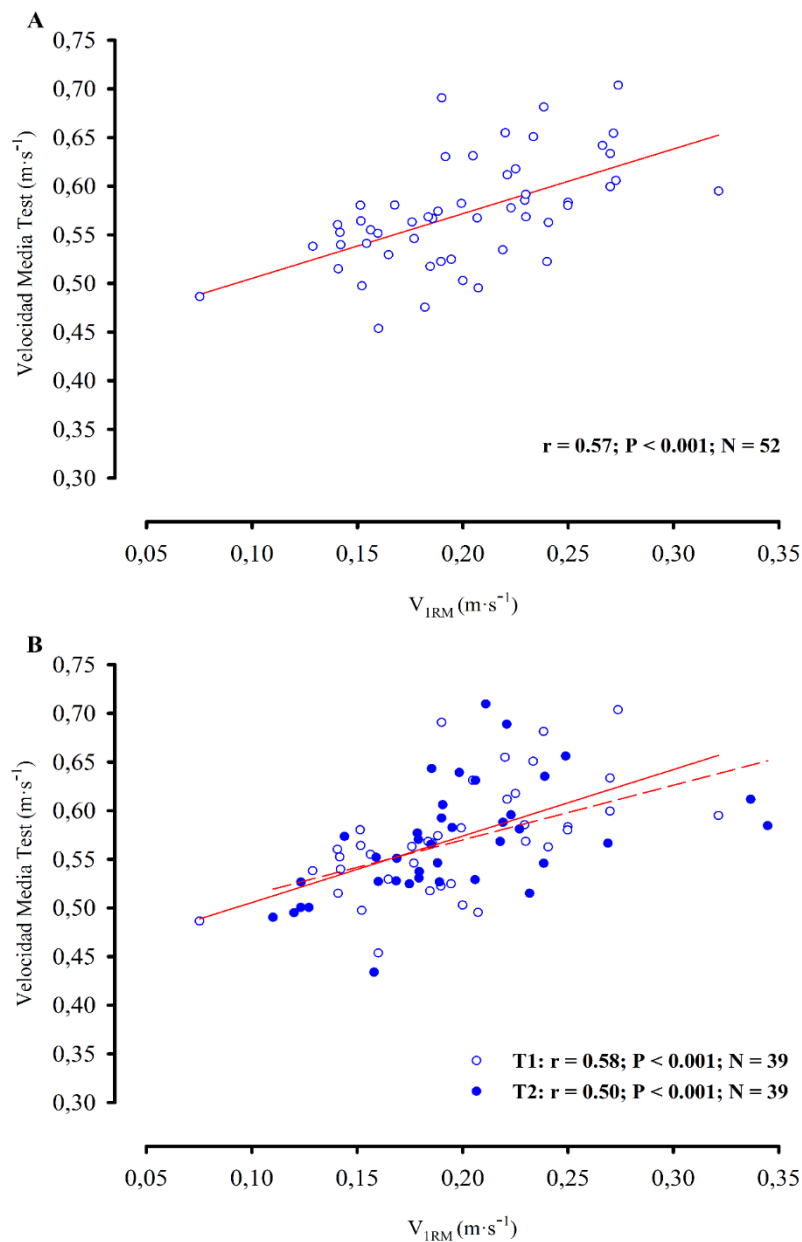 A
0,75
0,70
0,65
0,60
0,55
0,50
0,45
0,40
0,35
0,30
Velocidad Media Test (m·s⁻¹)
r = 0.57; P < 0.001; N = 52
0,05 0,10 0,15 0,20 0,25 0,30 0,35
V1RM (m·s⁻¹)
B
0,75
0,70
0,65
0,60
0,55
0,50
0,45
0,40
0,35
0,30
Velocidad Media Test (m·s⁻¹)
T1: r = 0.58; P < 0.001; N = 39
T2: r = 0.50; P < 0.001; N = 39
0,05 0,10 0,15 0,20 0,25 0,30 0,35
V1RM (m·s⁻¹)